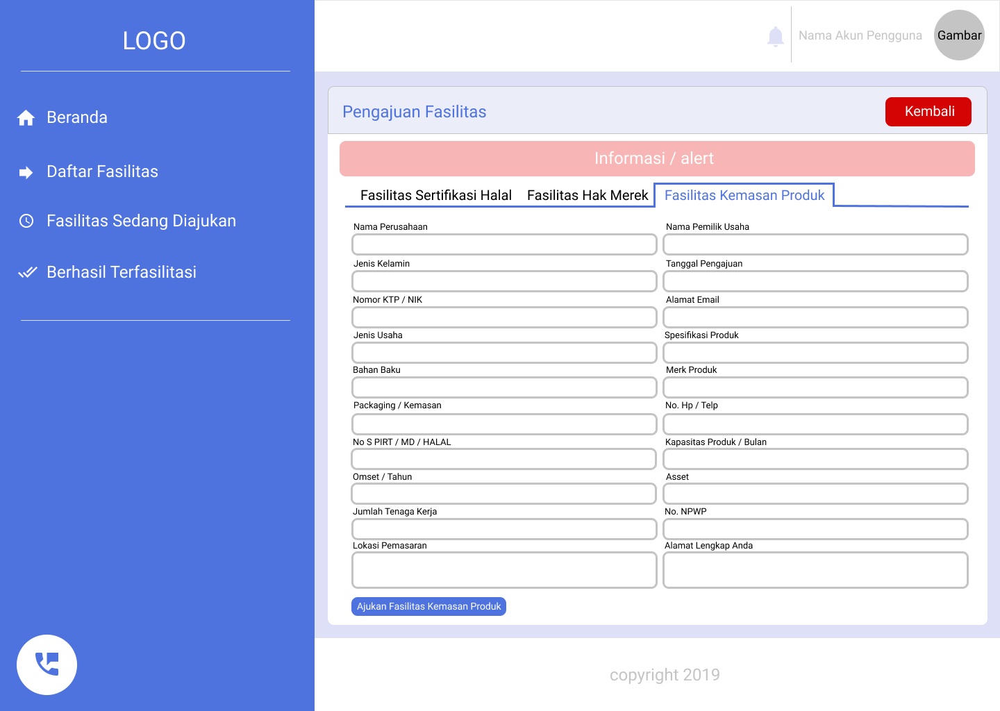 LOGO
Beranda
Daftar Fasilitas
Fasilitas Sedang Diajukan
Berhasil Terfasilitasi
Nama Akun Pengguna
Gambar
Pengajuan Fasilitas
Kembali
Informasi / alert
Fasilitas Sertifikasi Halal
Fasilitas Hak Merek
Fasilitas Kemasan Produk
Nama Perusahaan
Nama Pemilik Usaha
Jenis Kelamin
Tanggal Pengajuan
Nomor KTP / NIK
Alamat Email
Jenis Usaha
Spesifikasi Produk
Bahan Baku
Merk Produk
Packaging / Kemasan
No. Hp / Telp
No S PIRT / MD / HALAL
Kapasitas Produk / Bulan
Omset / Tahun
Asset
Jumlah Tenaga Kerja
No. NPWP
Lokasi Pemasaran
Alamat Lengkap Anda
Ajukan Fasilitas Kemasan Produk
copyright 2019